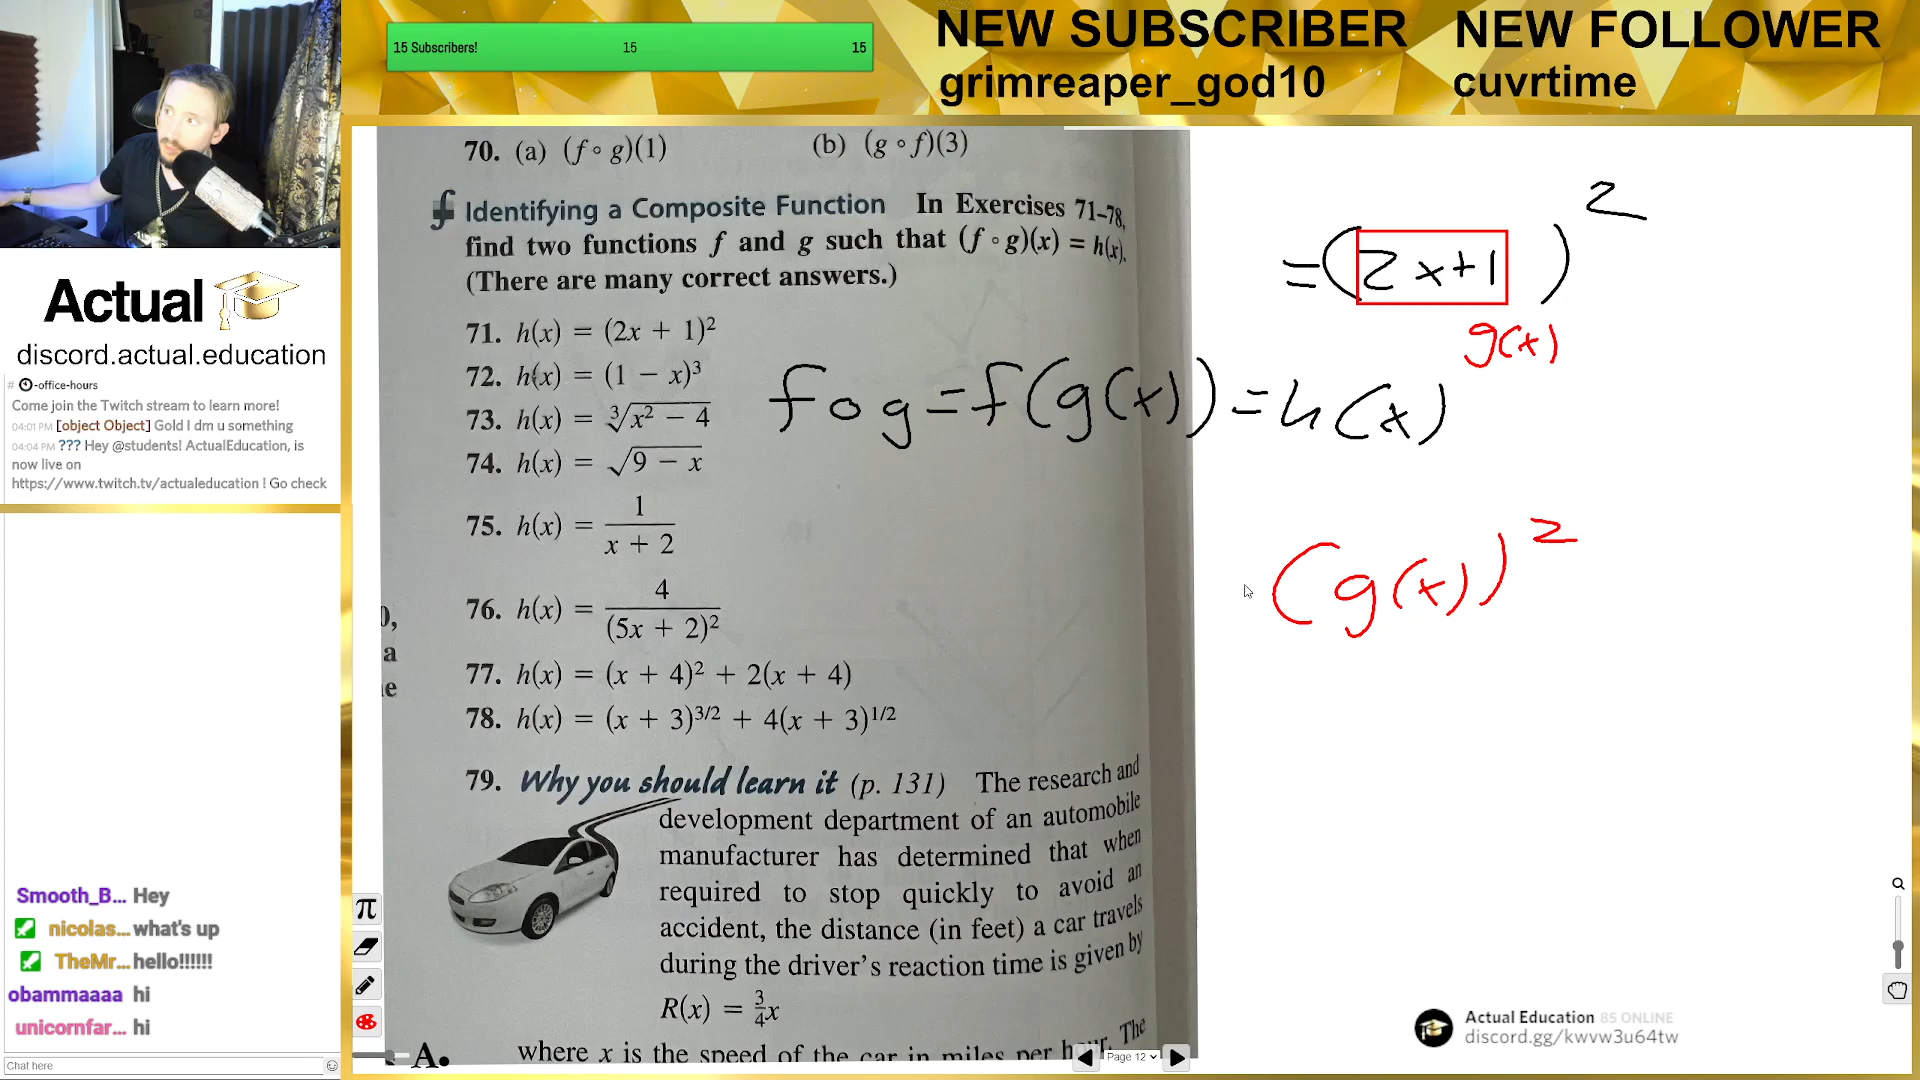 15 Subscribers! 15 15
NEW SUBSCRIBER
grimreaper_god10
NEW FOLLOWER
cuvrtime
Actual
discord.actual.education
# -office-hours
Come join the Twitch stream to learn more!
04:01 PM [object Object] Gold I dm u something
04:04 PM ??? Hey @students! ActualEducation, is
now live on
https://www.twitch.tv/actualeducation ! Go check
Smooth_B... Hey
nicolas... what's up
TheMr... hello!!!!!!
obammaaaa hi
unicornfar... hi
Chat here
70. (a) (f ∘ g)(1) (b) (g ∘ f)(3)
f Identifying a Composite Function In Exercises 71–78,
find two functions f and g such that (f ∘ g)(x) = h(x).
(There are many correct answers.)
71. h(x) = (2x + 1)²
72. h(x) = (1 − x)³
73. h(x) = ∛(x² − 4)
74. h(x) = √(9 − x)
75. h(x) = 1/(x + 2)
76. h(x) = 4/(5x + 2)²
77. h(x) = (x + 4)² + 2(x + 4)
78. h(x) = (x + 3)^3/2 + 4(x + 3)^1/2
79. Why you should learn it (p. 131) The research and
development department of an automobile
manufacturer has determined that when
required to stop quickly to avoid an
accident, the distance (in feet) a car travels
during the driver's reaction time is given by
R(x) = 3/4 x
where x is the speed of the car in miles per hour. The
0,
a
e
A.
= (2x+1)²
g(x)
f o g = f(g(x)) = h(x)
(g(x))²
π
Page 12
Actual Education 85 ONLINE
discord.gg/kwvw3u64tw